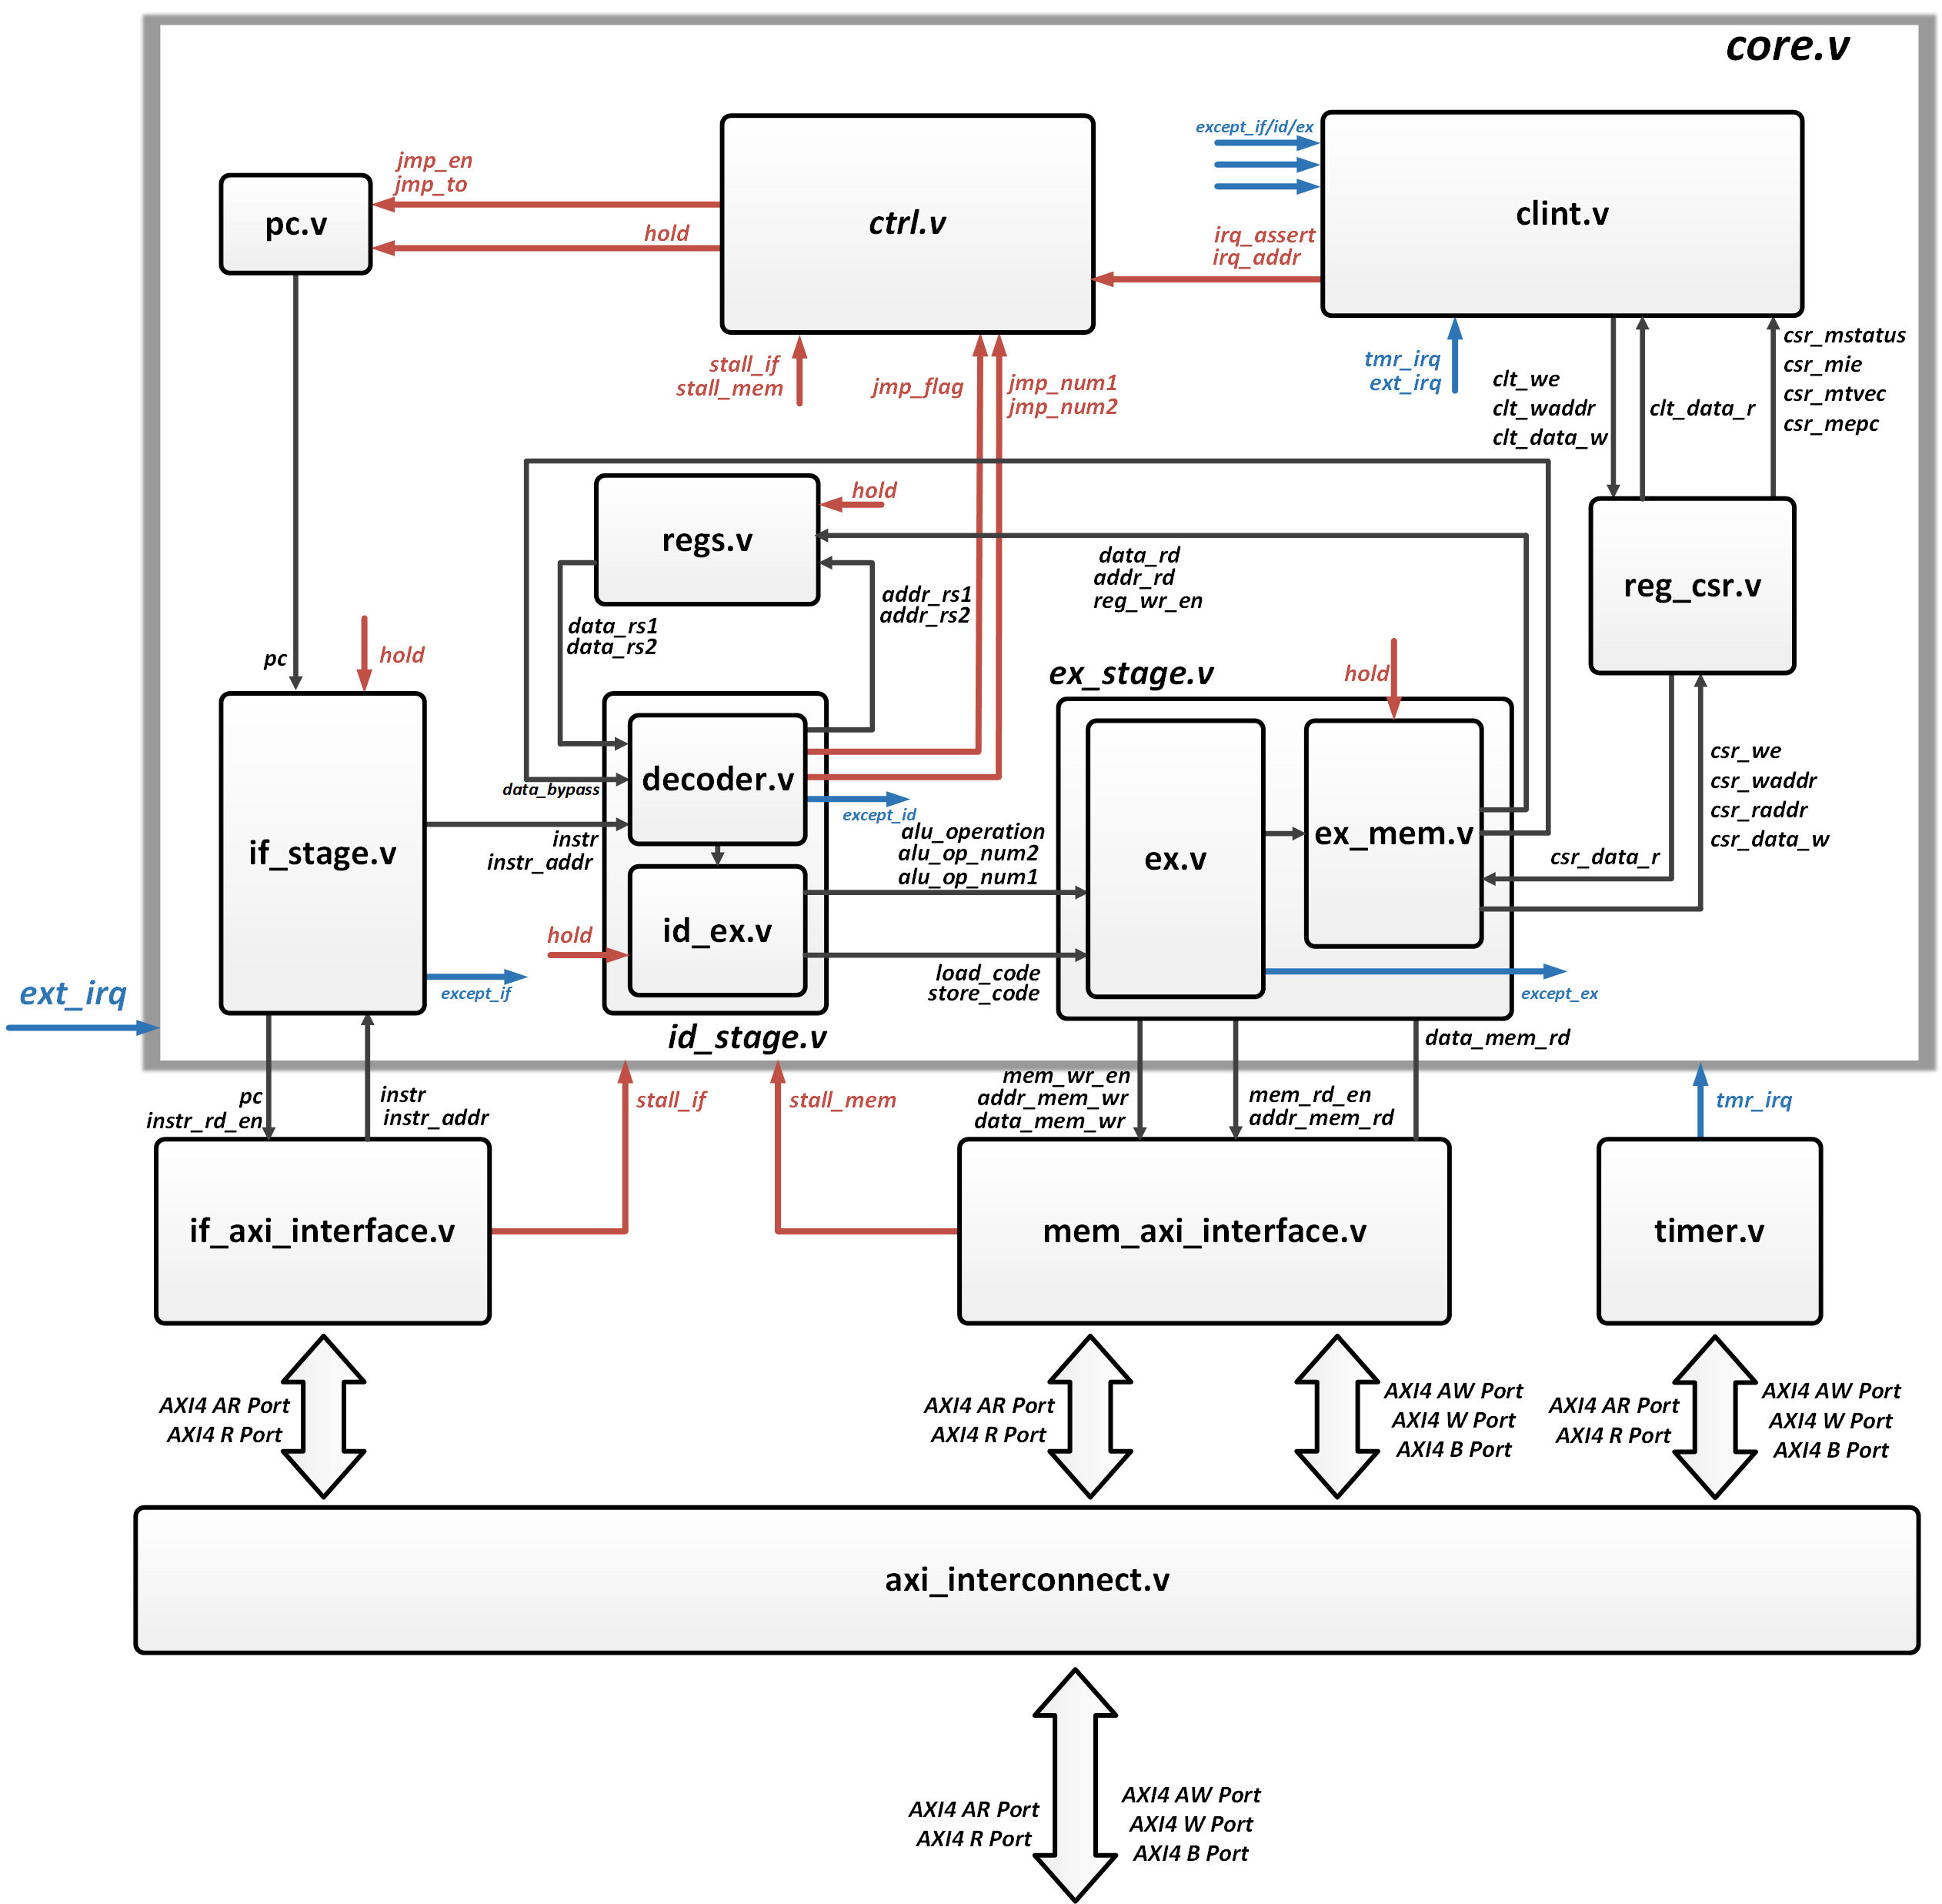 core.v
except_if/id/ex
jmp_en
jmp_to
pc.v
hold
ctrl.v
clint.v
irq_assert
irq_addr
stall_if
stall_mem
jmp_flag
jmp_num1
jmp_num2
tmr_irq
ext_irq
clt_we
clt_waddr
clt_data_w
clt_data_r
csr_mstatus
csr_mie
csr_mtvec
csr_mepc
regs.v
hold
data_rd
addr_rd
reg_wr_en
reg_csr.v
addr_rs1
addr_rs2
data_rs1
data_rs2
pc
hold
ex_stage.v
hold
decoder.v
data_bypass
except_id
if_stage.v
instr
instr_addr
alu_operation
alu_op_num2
alu_op_num1
ex.v
ex_mem.v
csr_data_r
csr_we
csr_waddr
csr_raddr
csr_data_w
id_ex.v
hold
load_code
store_code
except_if
except_ex
ext_irq
id_stage.v
data_mem_rd
pc
instr_rd_en
instr
instr_addr
stall_if
stall_mem
mem_wr_en
addr_mem_wr
data_mem_wr
mem_rd_en
addr_mem_rd
tmr_irq
if_axi_interface.v
mem_axi_interface.v
timer.v
AXI4 AR Port
AXI4 R Port
AXI4 AR Port
AXI4 R Port
AXI4 AW Port
AXI4 W Port
AXI4 B Port
AXI4 AR Port
AXI4 R Port
AXI4 AW Port
AXI4 W Port
AXI4 B Port
axi_interconnect.v
AXI4 AR Port
AXI4 R Port
AXI4 AW Port
AXI4 W Port
AXI4 B Port